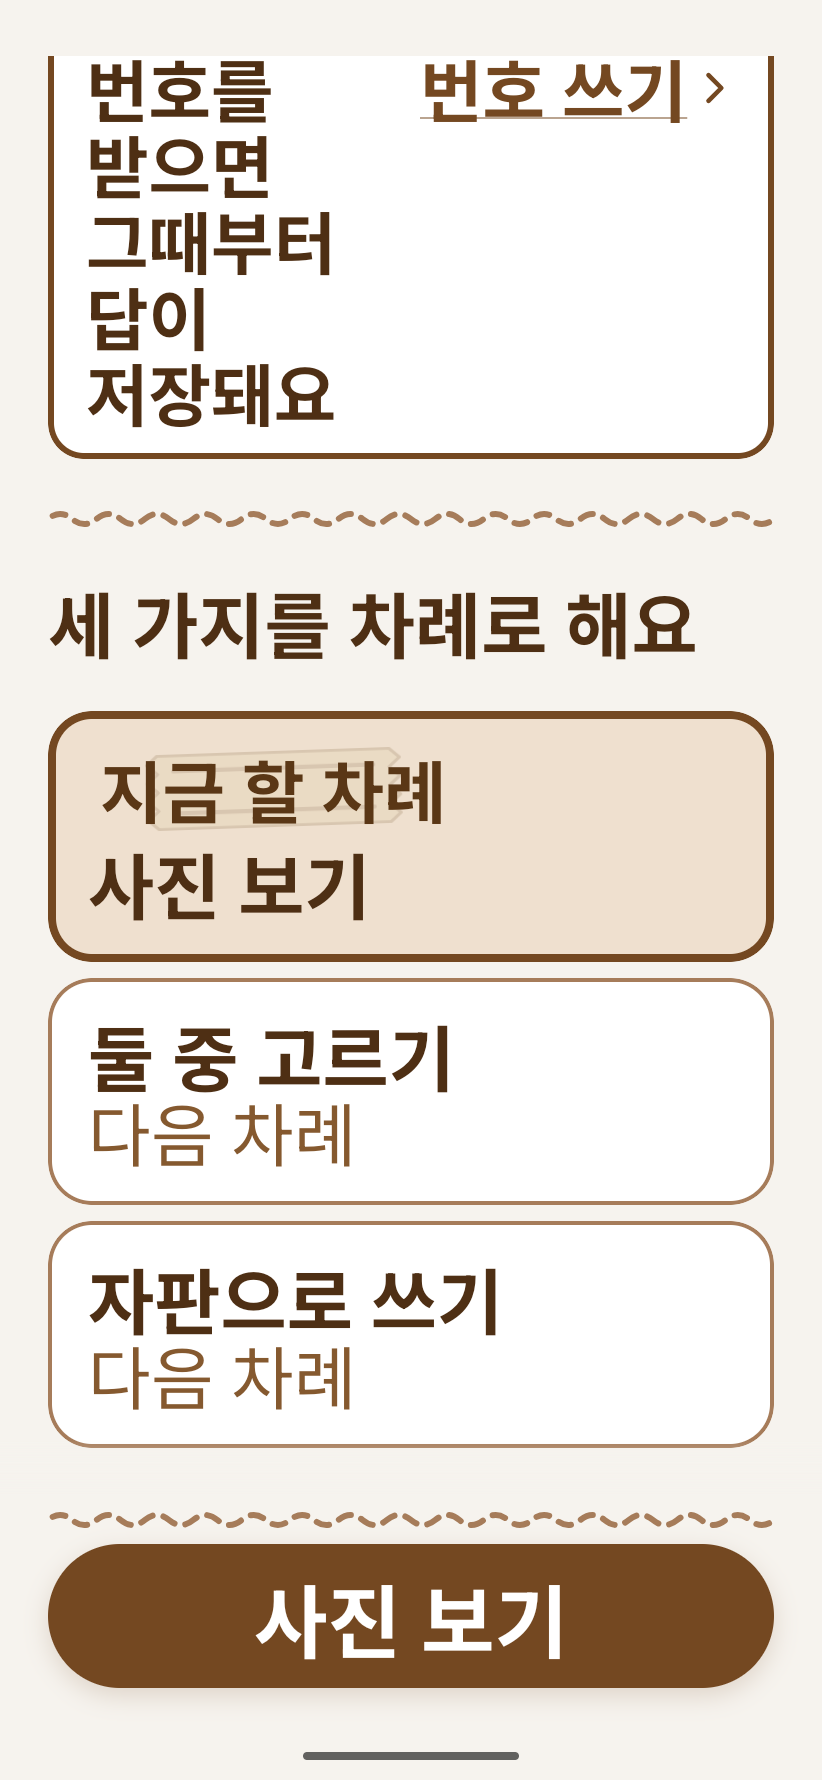 번호를
받으면
그때부터
답이
저장돼요
번호 쓰기
세 가지를 차례로 해요
지금 할 차례
사진 보기
둘 중 고르기
다음 차례
자판으로 쓰기
다음 차례
사진 보기